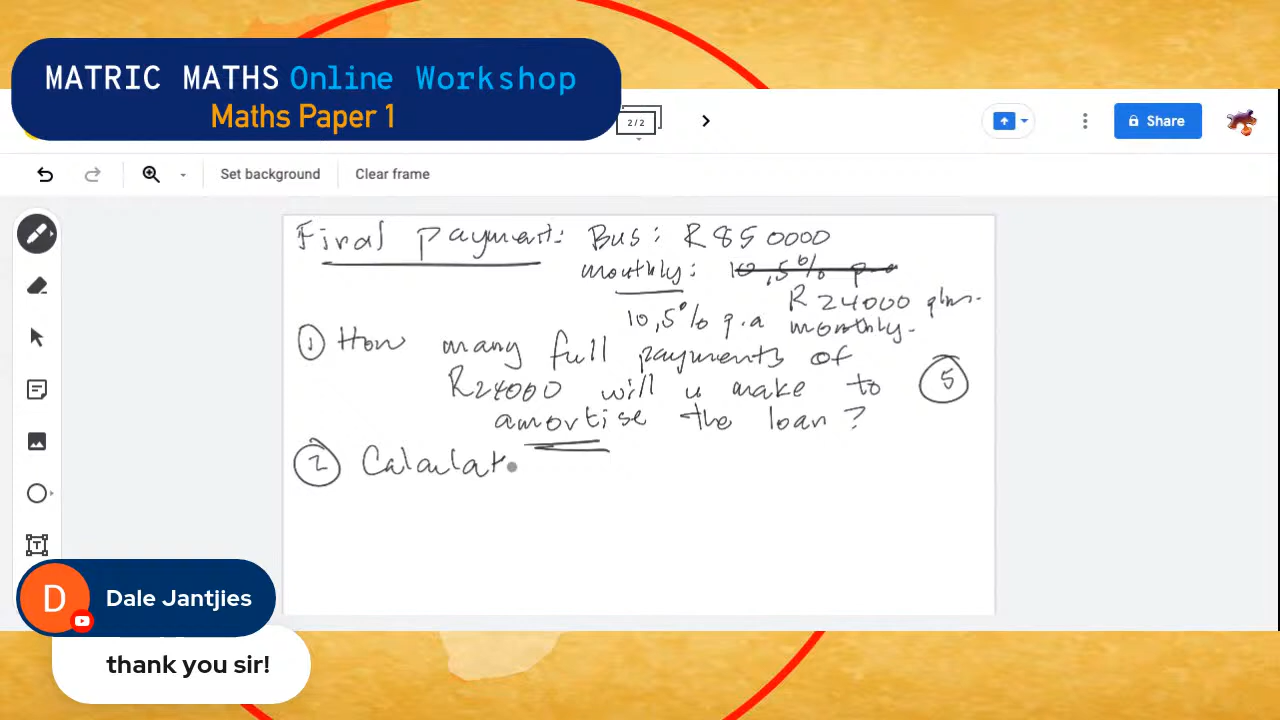 MATRIC MATHS Online Workshop
Maths Paper 1
2/2
Share
Set background
Clear frame
Final payment: Bus: R850000
monthly: 10,5% p
R24000 p/m.
10,5% p.a monthly.
① How many full payments of
R24000 will u make to ⑤
amortise the loan?
② Calculat
T
D
Dale Jantjies
thank you sir!